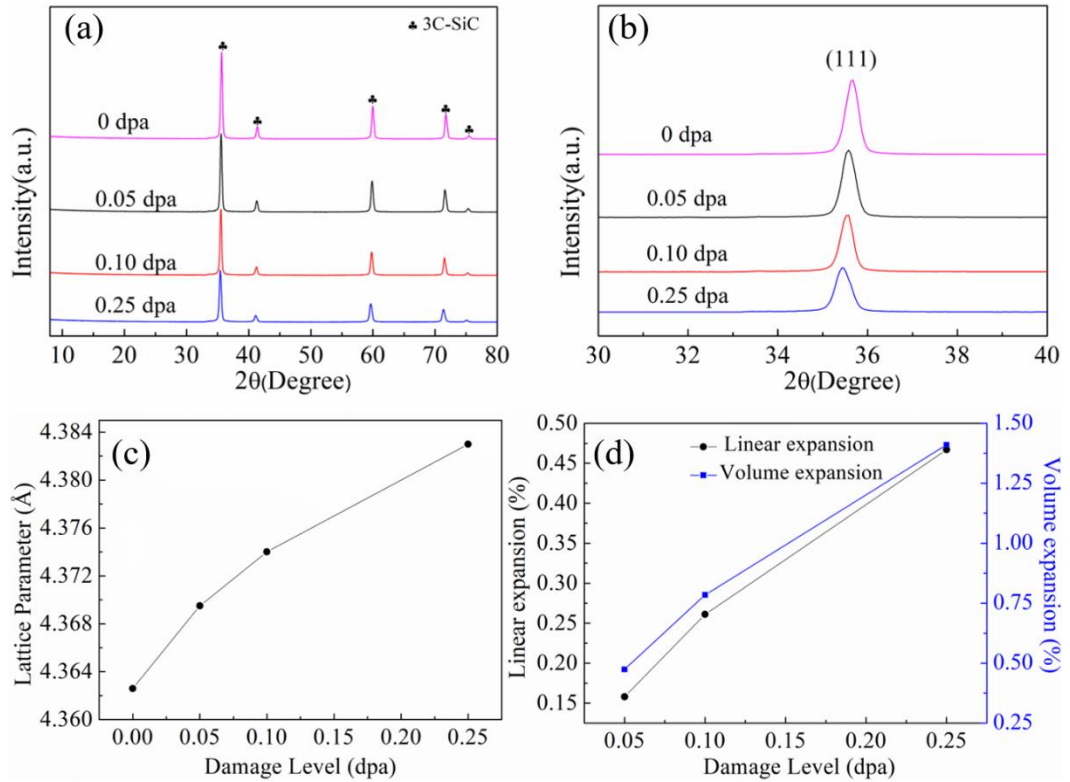 (a)
♣ 3C-SiC
0 dpa
0.05 dpa
0.10 dpa
0.25 dpa
Intensity(a.u.)
10 20 30 40 50 60 70 80
2θ(Degree)
(b)
(111)
0 dpa
0.05 dpa
0.10 dpa
0.25 dpa
Intensity(a.u.)
30 32 34 36 38 40
2θ(Degree)
(c)
4.384
4.380
4.376
4.372
4.368
4.364
4.360
Lattice Parameter (Å)
0.00 0.05 0.10 0.15 0.20 0.25
Damage Level (dpa)
(d)
Linear expansion
Volume expansion
0.50
0.45
0.40
0.35
0.30
0.25
0.20
0.15
Linear expansion (%)
1.50
1.25
1.00
0.75
0.50
0.25
Volume expansion (%)
0.05 0.10 0.15 0.20 0.25
Damage Level (dpa)